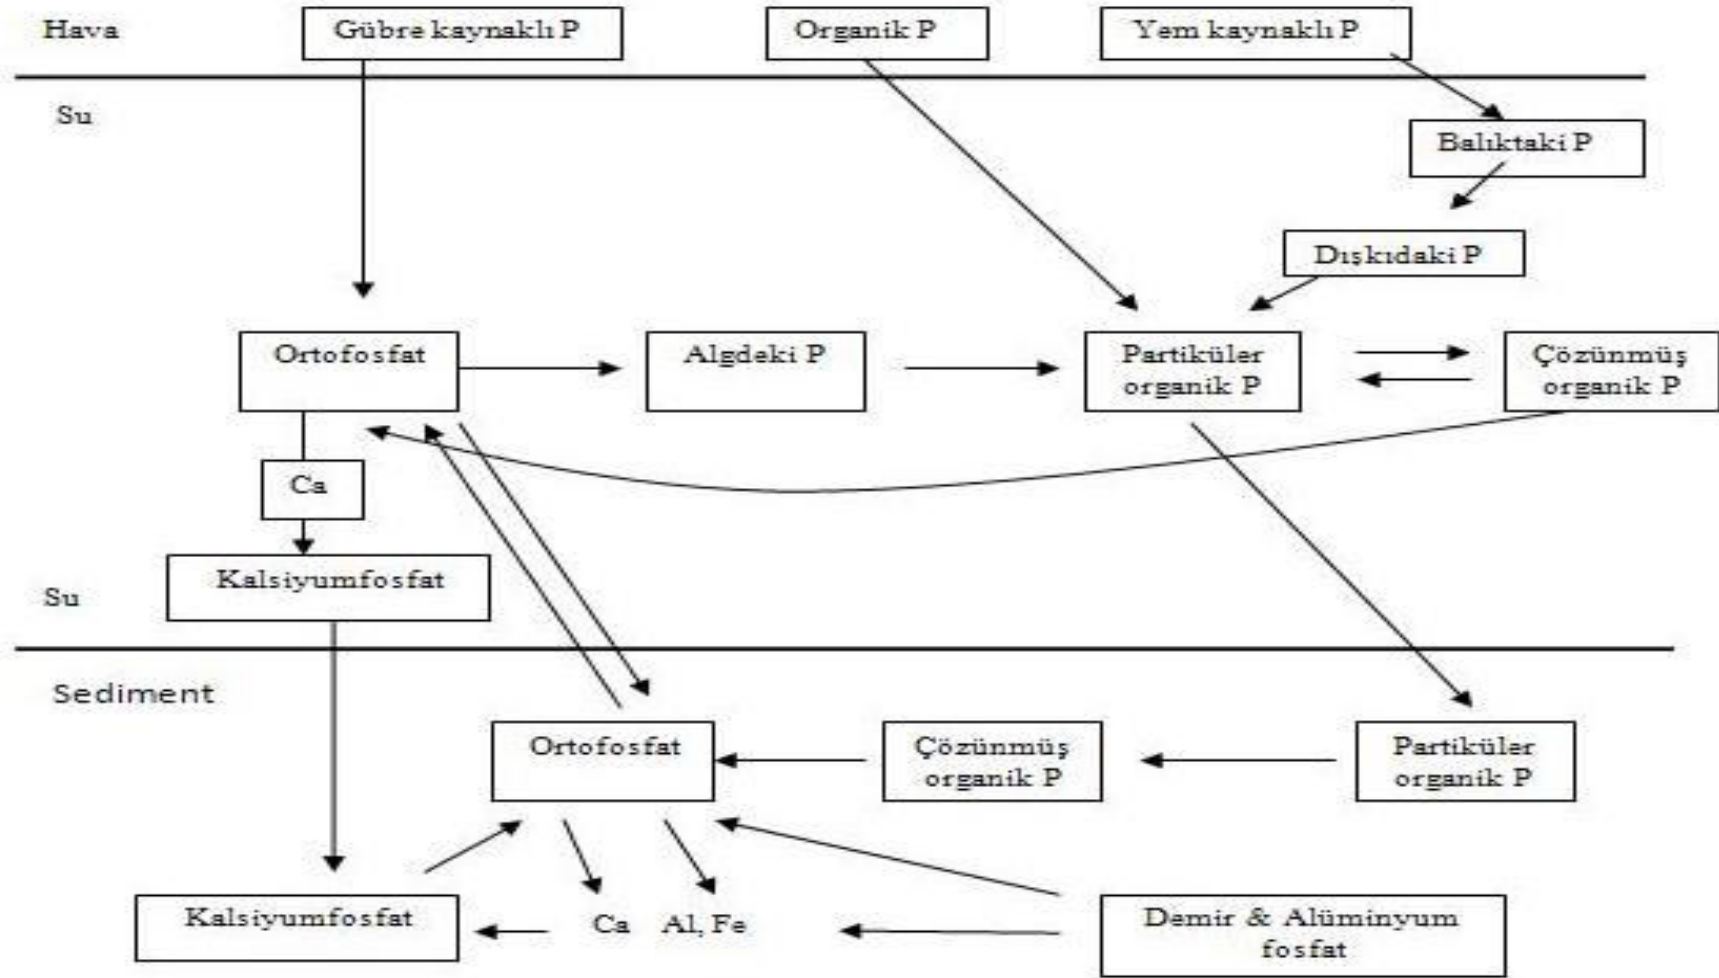 Hava
Gübre kaynaklı P
Organik P
Yem kaynaklı P
Su
Balıktaki P
Dışkıdaki P
Ortofosfat
Algdeki P
Partiküler
organik P
Çözünmüş
organik P
Ca
Kalsiyumfosfat
Su
Sediment
Ortofosfat
Çözünmüş
organik P
Partiküler
organik P
Kalsiyumfosfat
Ca
Al, Fe
Demir & Alüminyum
fosfat